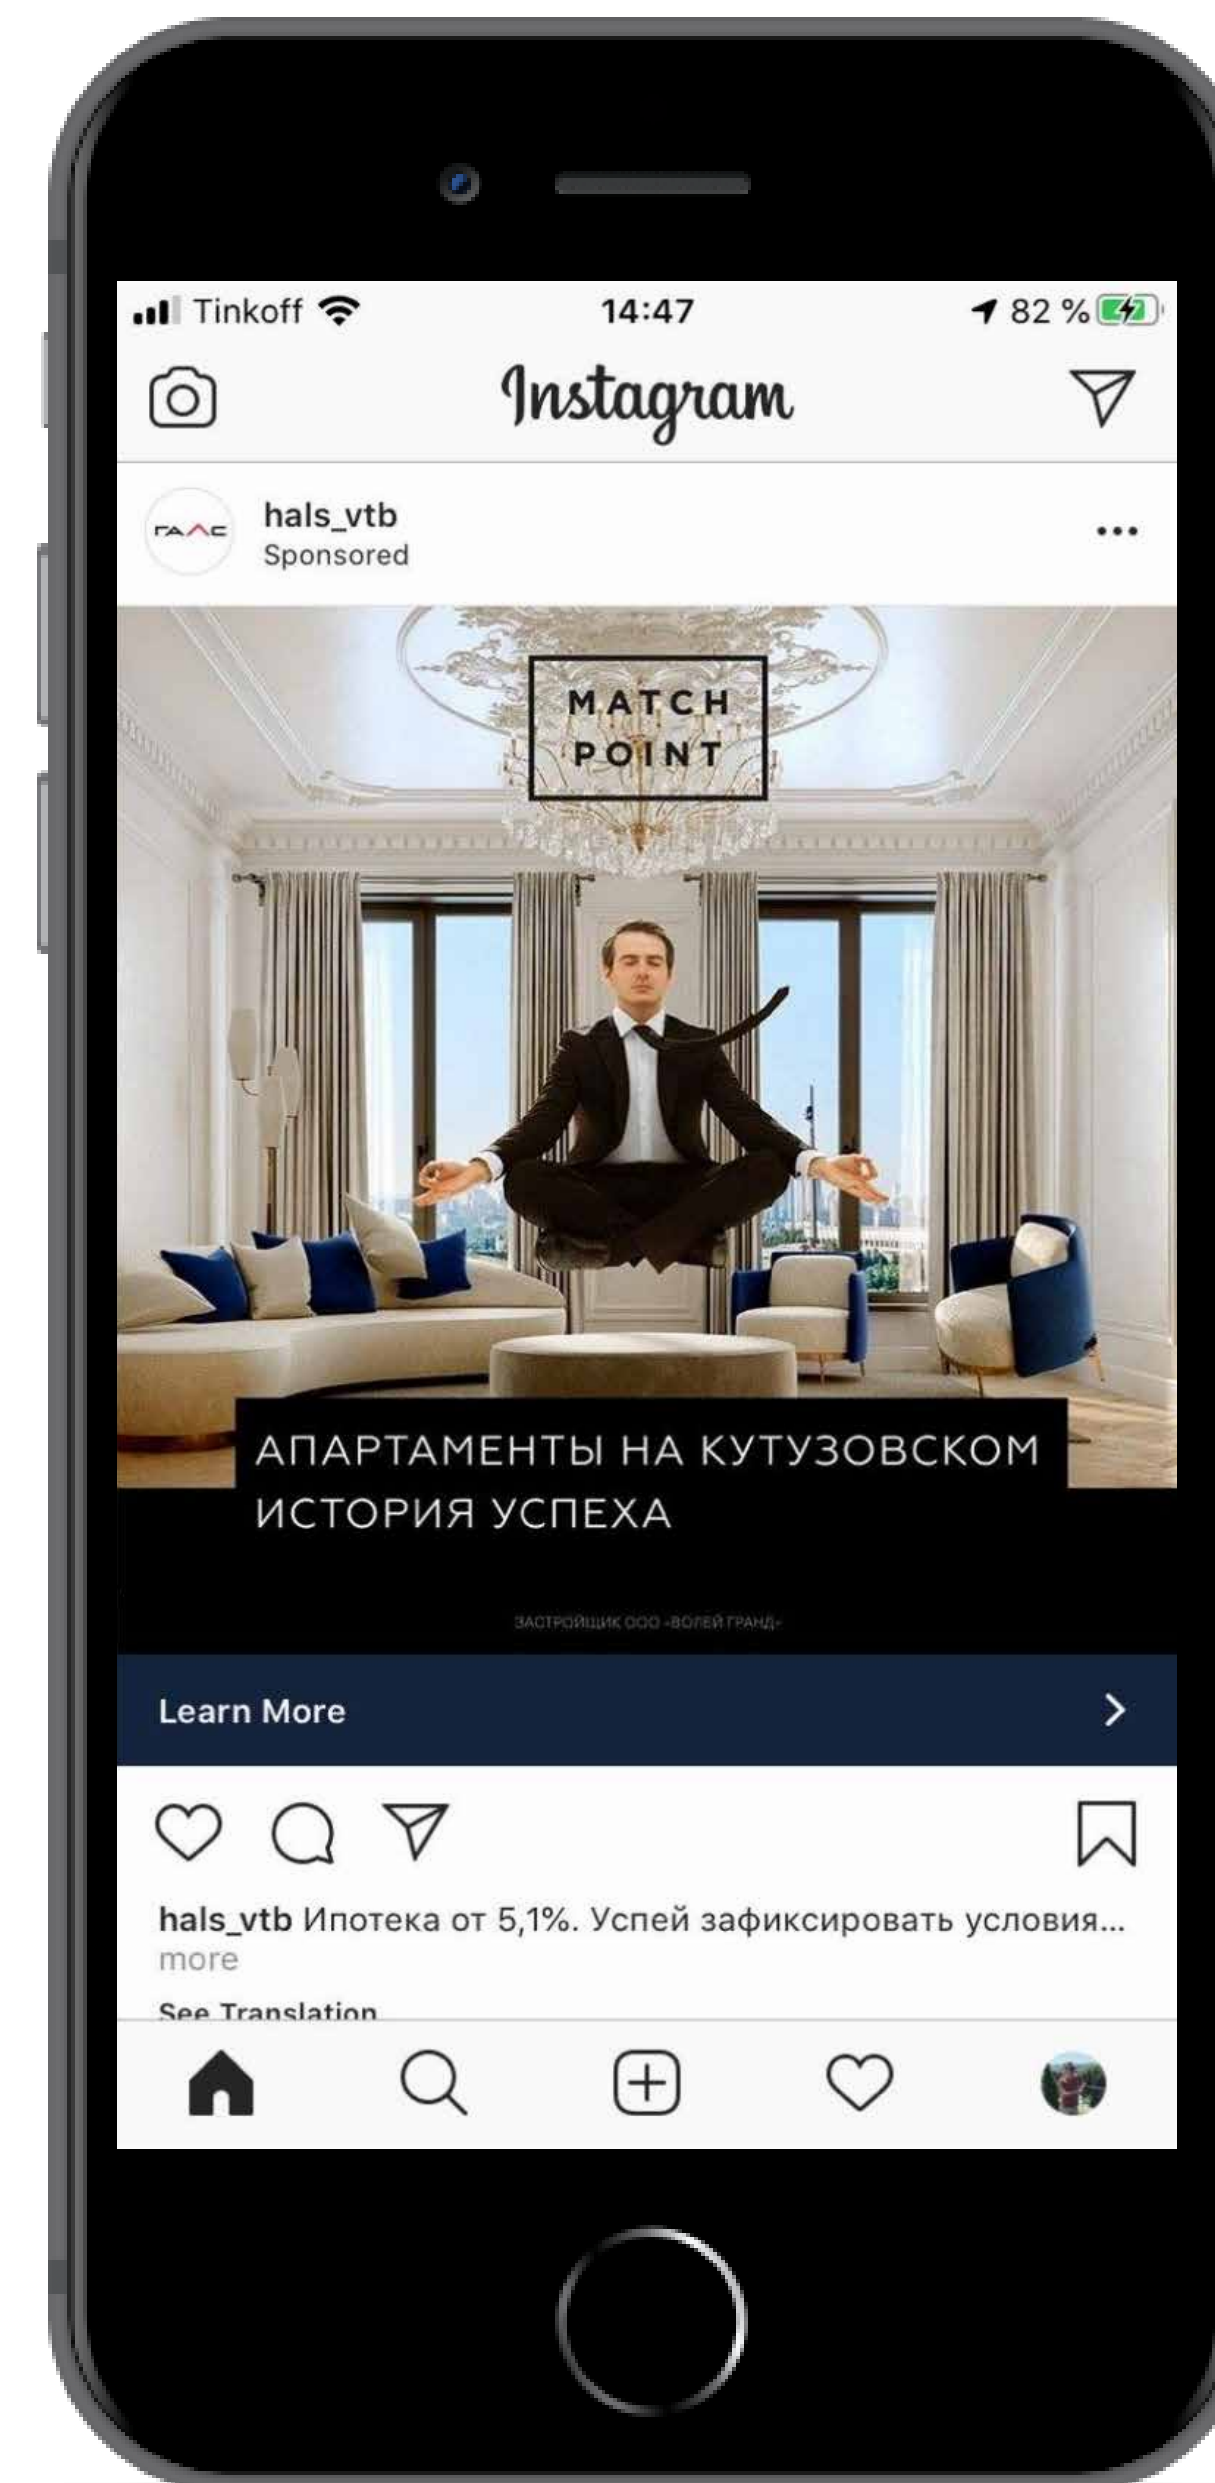 Tinkoff 14:47 82 %
Instagram
ГАЛС
hals_vtb
Sponsored
MATCH
POINT
АПАРТАМЕНТЫ НА КУТУЗОВСКОМ
ИСТОРИЯ УСПЕХА
ЗАСТРОЙЩИК ООО «ВОЛЕЙ ГРАНД»
Learn More
hals_vtb Ипотека от 5,1%. Успей зафиксировать условия...
more
See Translation